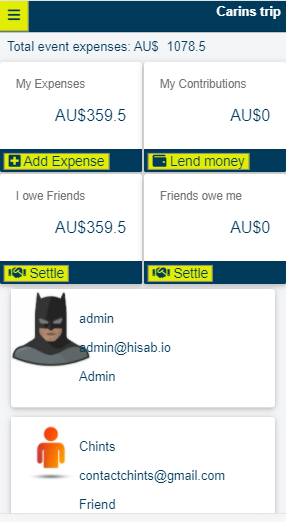 Carins trip
Total event expenses: AU$ 1078.5
My Expenses
AU$359.5
Add Expense
My Contributions
AU$0
Lend money
I owe Friends
AU$359.5
Settle
Friends owe me
AU$0
Settle
admin
admin@hisab.io
Admin
Chints
contactchints@gmail.com
Friend